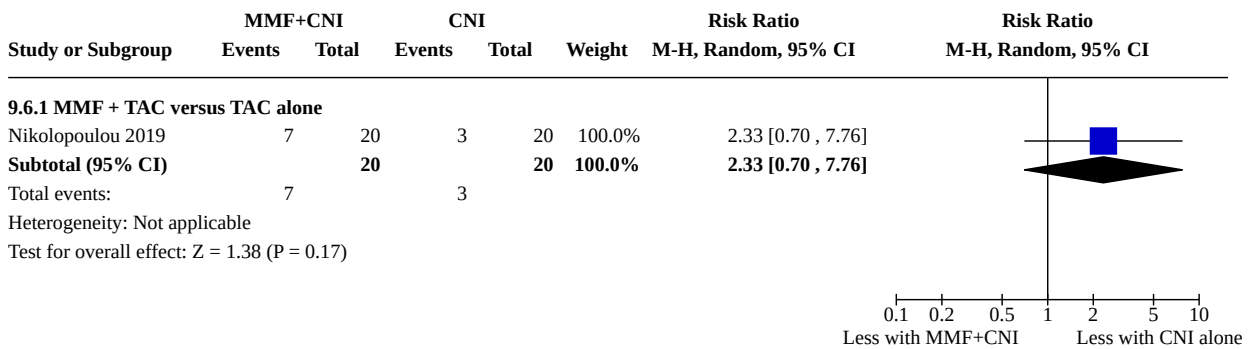 MMF+CNI CNI Risk Ratio Risk Ratio
Study or Subgroup Events Total Events Total Weight M-H, Random, 95% CI M-H, Random, 95% CI
9.6.1 MMF + TAC versus TAC alone
Nikolopoulou 2019 7 20 3 20 100.0% 2.33 [0.70 , 7.76]
Subtotal (95% CI) 20 20 100.0% 2.33 [0.70 , 7.76]
Total events: 7 3
Heterogeneity: Not applicable
Test for overall effect: Z = 1.38 (P = 0.17)
0.1 0.2 0.5 1 2 5 10
Less with MMF+CNI Less with CNI alone